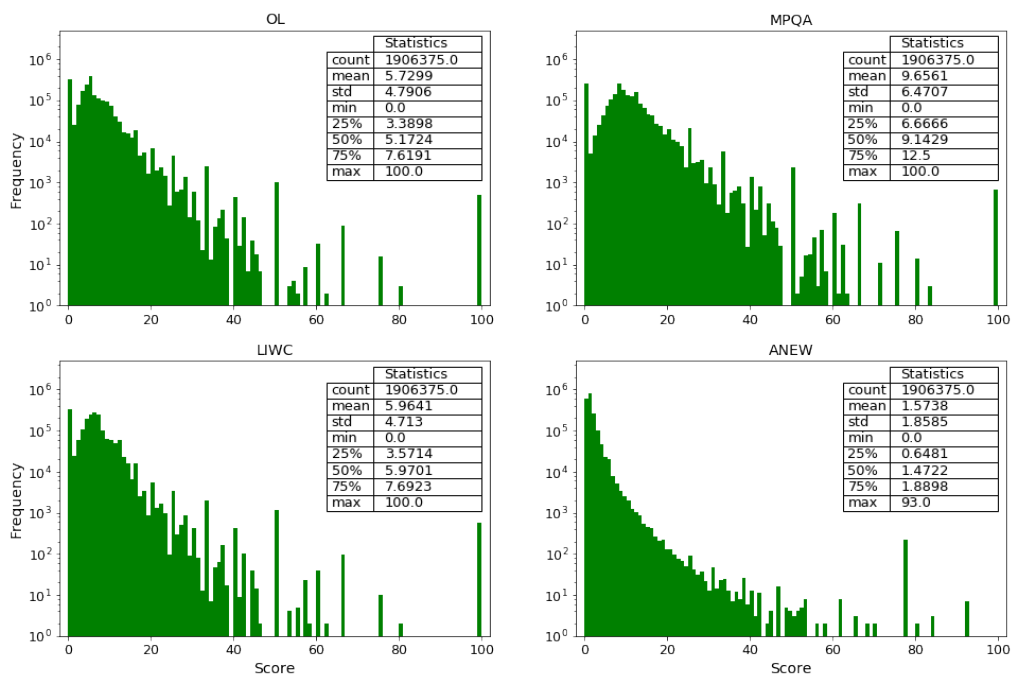 OL
Statistics
count 1906375.0
mean 5.7299
std 4.7906
min 0.0
25% 3.3898
50% 5.1724
75% 7.6191
max 100.0
Frequency
10^6
10^5
10^4
10^3
10^2
10^1
10^0
0 20 40 60 80 100
MPQA
Statistics
count 1906375.0
mean 9.6561
std 6.4707
min 0.0
25% 6.6666
50% 9.1429
75% 12.5
max 100.0
10^6
10^5
10^4
10^3
10^2
10^1
10^0
0 20 40 60 80 100
LIWC
Statistics
count 1906375.0
mean 5.9641
std 4.713
min 0.0
25% 3.5714
50% 5.9701
75% 7.6923
max 100.0
Frequency
10^6
10^5
10^4
10^3
10^2
10^1
10^0
0 20 40 60 80 100
Score
ANEW
Statistics
count 1906375.0
mean 1.5738
std 1.8585
min 0.0
25% 0.6481
50% 1.4722
75% 1.8898
max 93.0
10^6
10^5
10^4
10^3
10^2
10^1
10^0
0 20 40 60 80 100
Score